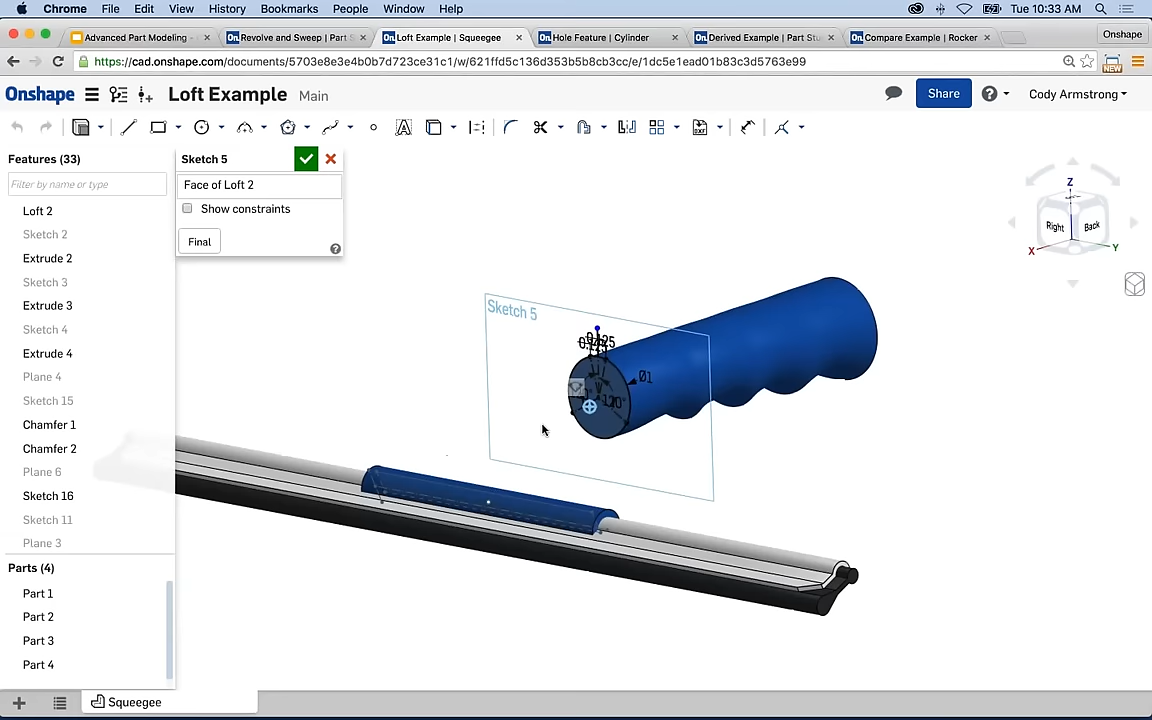 Chrome File Edit View History Bookmarks People Window Help Tue 10:33 AM
Advanced Part Modeling - Revolve and Sweep | Part S Loft Example | Squeegee Hole Feature | Cylinder Derived Example | Part Stu Compare Example | Rocker Onshape
https://cad.onshape.com/documents/5703e8e3e4b0b7d723ce31c1/w/621ffd5c136d353b5b8cb3cc/e/1dc5e1ead01b83c3d5763e99 NEW
Onshape Loft Example Main Share Cody Armstrong
Features (33)
Filter by name or type
Loft 2
Sketch 2
Extrude 2
Sketch 3
Extrude 3
Sketch 4
Extrude 4
Plane 4
Sketch 15
Chamfer 1
Chamfer 2
Plane 6
Sketch 16
Sketch 11
Plane 3
Parts (4)
Part 1
Part 2
Part 3
Part 4
Sketch 5
Face of Loft 2
Show constraints
Final
Sketch 5
Ø1
120°
Z
Right Back
X Y
Squeegee